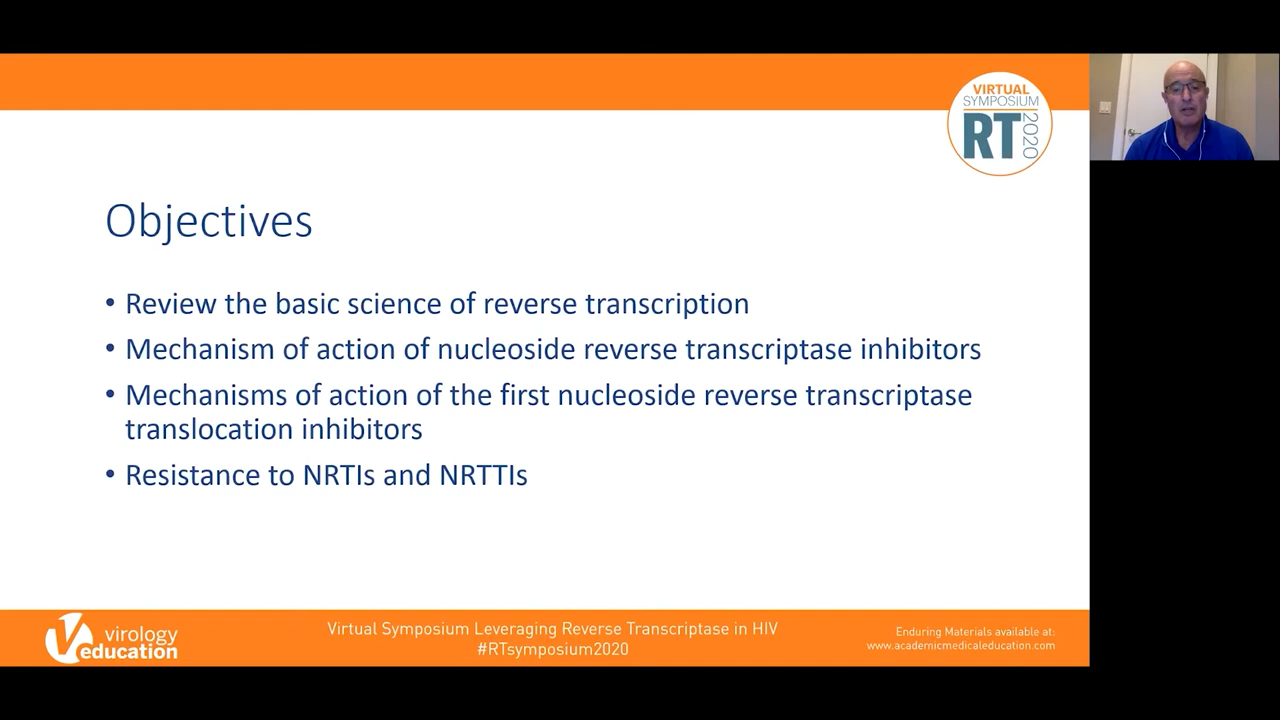 VIRTUAL
SYMPOSIUM
RT
2020
Objectives
• Review the basic science of reverse transcription
• Mechanism of action of nucleoside reverse transcriptase inhibitors
• Mechanisms of action of the first nucleoside reverse transcriptase
translocation inhibitors
• Resistance to NRTIs and NRTTIs
virology
education
Virtual Symposium Leveraging Reverse Transcriptase in HIV
#RTsymposium2020
Enduring Materials available at:
www.academicmedicaleducation.com